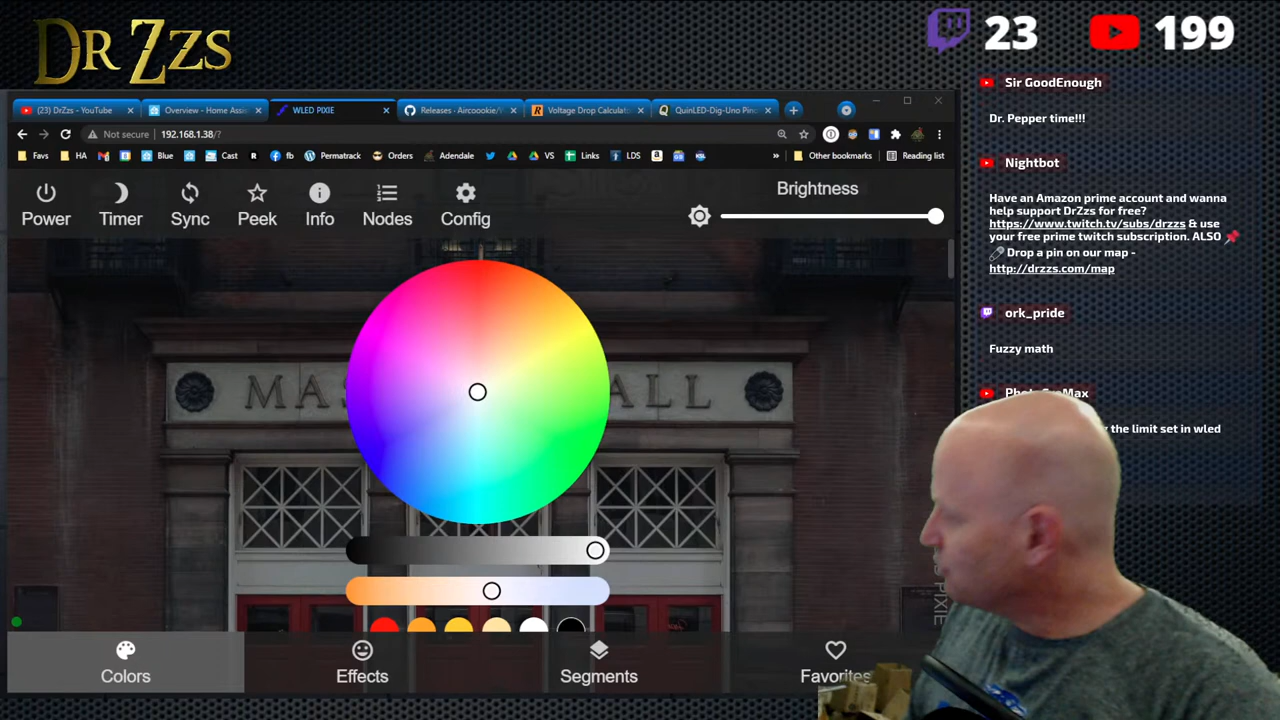 DR ZZS
23
199
(23) DrZzs - YouTube
Overview - Home Assis
WLED PIXIE
Releases · Aircoookie/
Voltage Drop Calculato
QuinLED-Dig-Uno Pin
Not secure
192.168.1.38/?
Favs
HA
Blue
Cast
fb
Permatrack
Orders
Adendale
VS
Links
LDS
Other bookmarks
Reading list
Power
Timer
Sync
Peek
Info
Nodes
Config
Brightness
MAS
ALL
PIXIE
Colors
Effects
Segments
Favorites
Sir GoodEnough
Dr. Pepper time!!!
Nightbot
Have an Amazon prime account and wanna
help support DrZzs for free?
https://www.twitch.tv/subs/drzzs & use
your free prime twitch subscription. ALSO
Drop a pin on our map -
http://drzzs.com/map
ork_pride
Fuzzy math
the limit set in wled